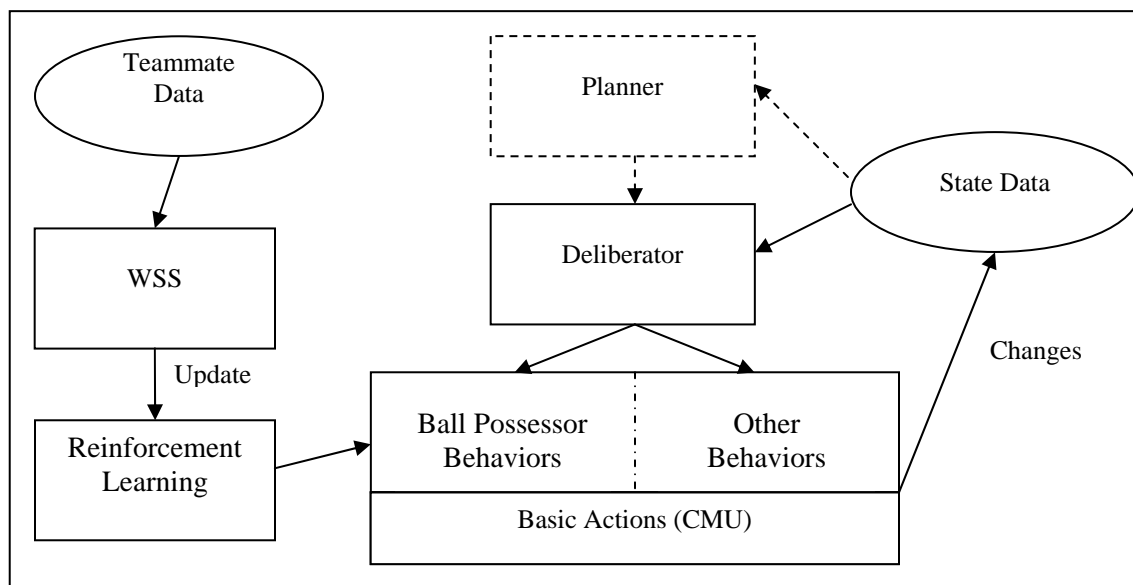 Teammate
Data
Planner
State Data
WSS
Deliberator
Update
Changes
Reinforcement
Learning
Ball Possessor
Behaviors
Other
Behaviors
Basic Actions (CMU)